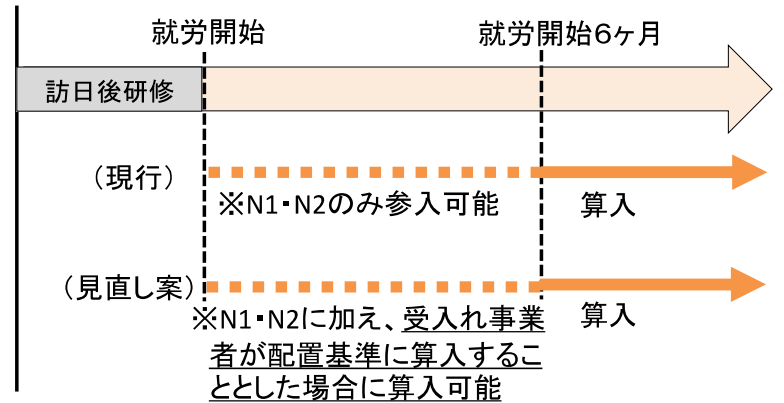 就労開始
就労開始6ヶ月
訪日後研修
（現行）
※N1・N2のみ参入可能
算入
（見直し案）
※N1・N2に加え、受入れ事業
者が配置基準に算入するこ
ととした場合に算入可能
算入